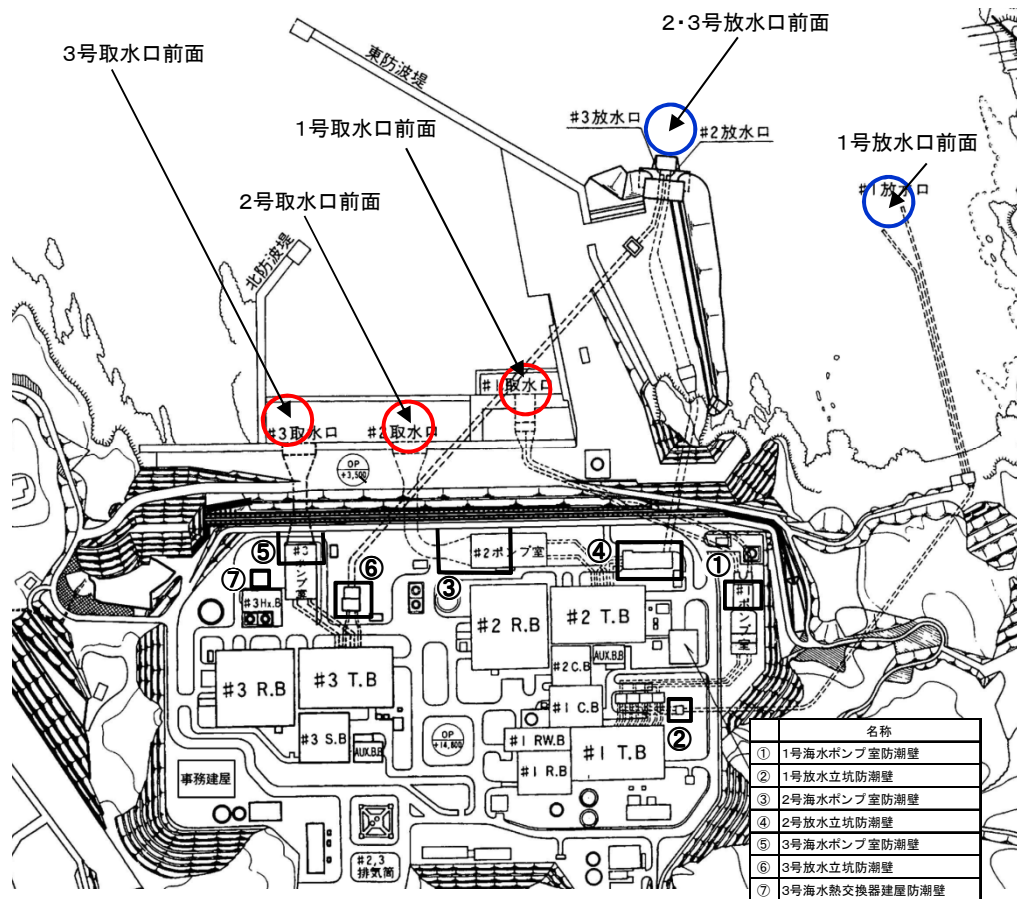 2・3号放水口前面
3号取水口前面
東防波堤
#3放水口
1号取水口前面
#2放水口
1号放水口前面
2号取水口前面
#1放水口
北防波堤
#1取水口
#3取水口
#2取水口
OP
+3,500
⑤
#3
ポンプ室
⑥
③
#2ポンプ室
④
①
#1
ポンプ室
⑦
#3Hx.B
#2 R.B
#2 T.B
#2 C.B
AUX.B.B
#3 R.B
#3 T.B
#1 C.B
②
#3 S.B
AUX.B.B
OP
+14,800
#1 RW.B
#1 T.B
#1 R.B
事務建屋
#2,3
排気筒
名称
① 1号海水ポンプ室防潮壁
② 1号放水立坑防潮壁
③ 2号海水ポンプ室防潮壁
④ 2号放水立坑防潮壁
⑤ 3号海水ポンプ室防潮壁
⑥ 3号放水立坑防潮壁
⑦ 3号海水熱交換器建屋防潮壁